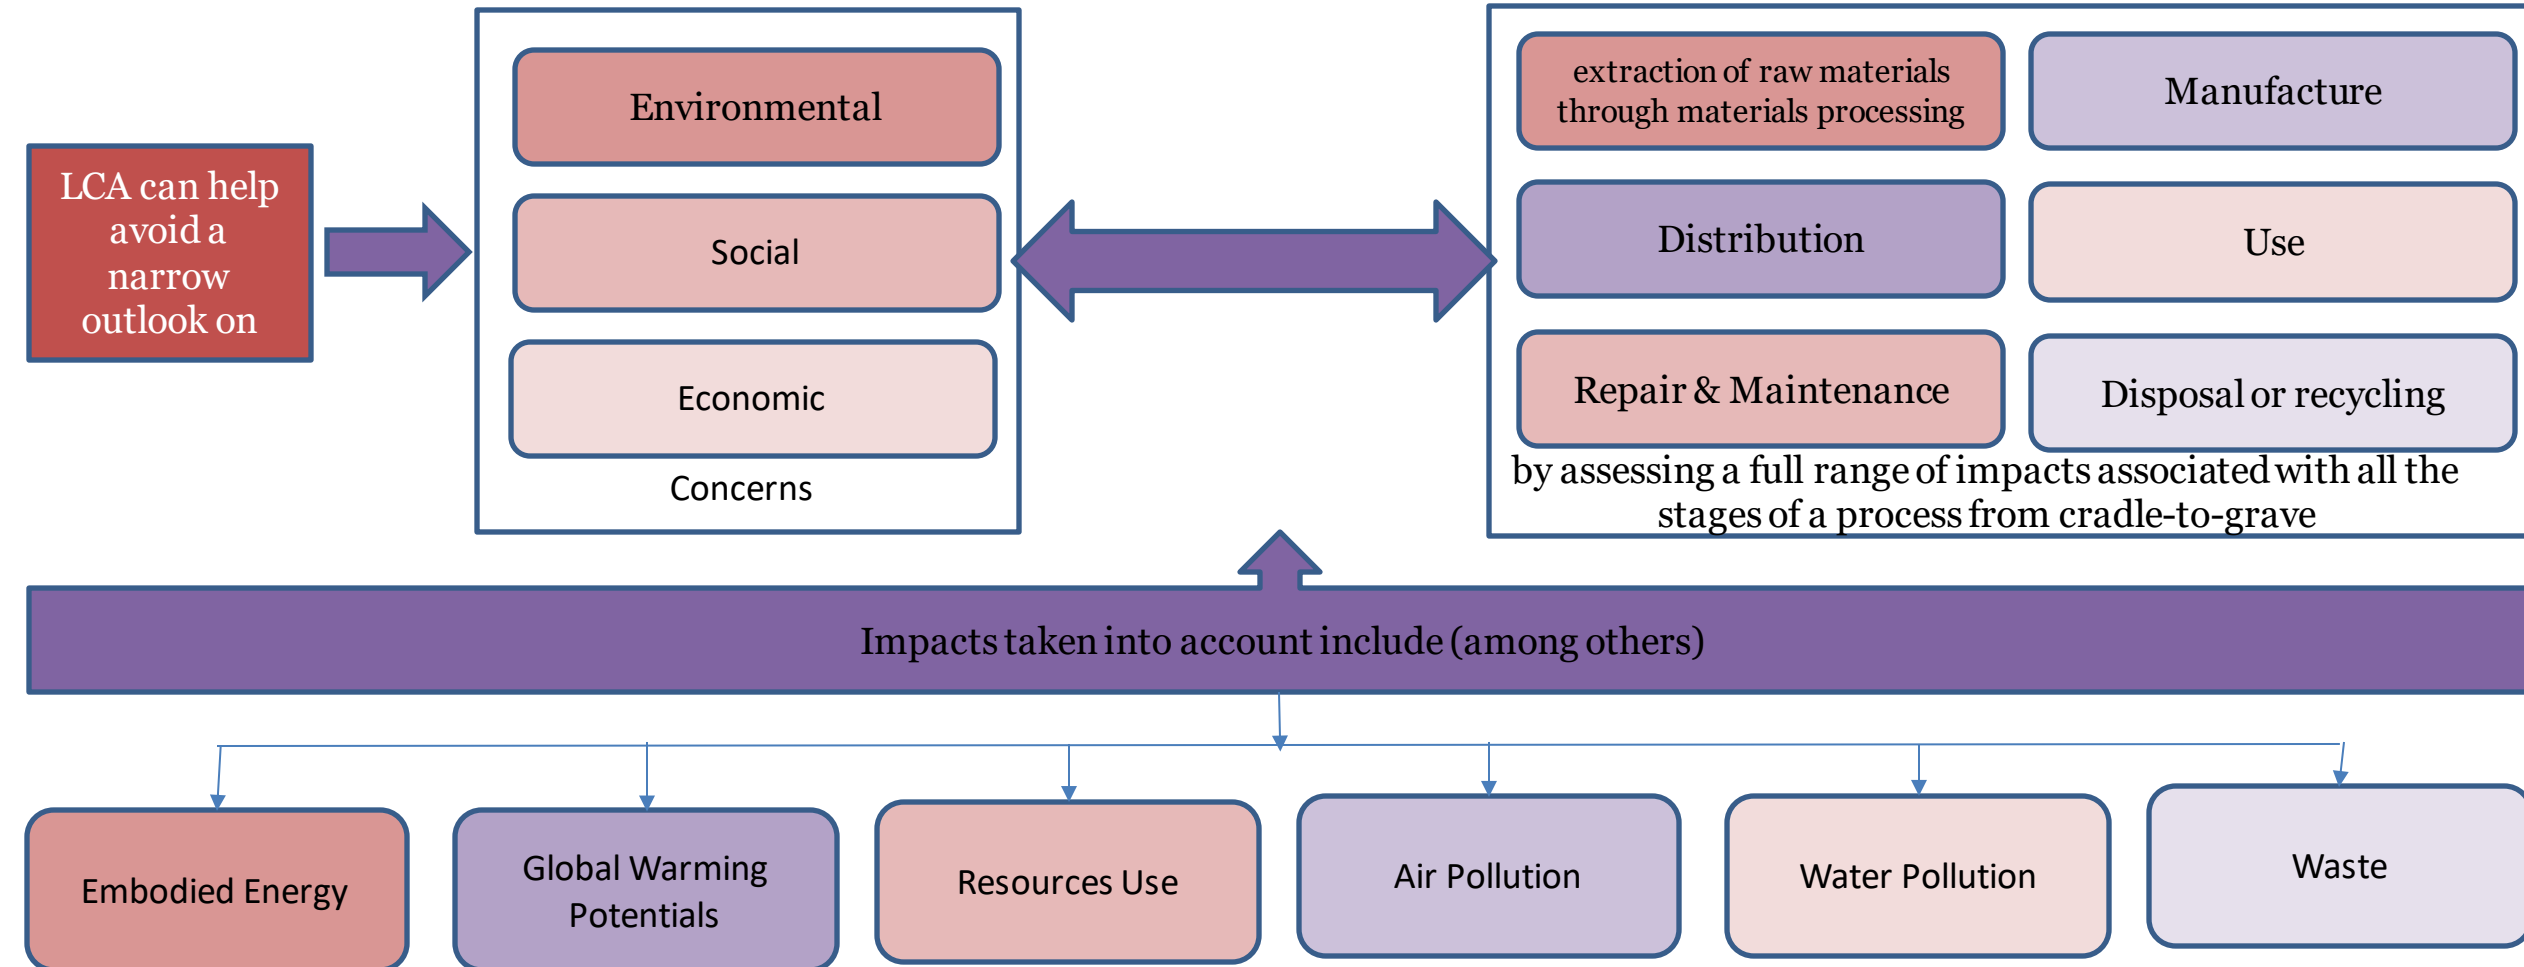 LCA can help
avoid a
narrow
outlook on
Environmental
Social
Economic
Concerns
extraction of raw materials
through materials processing
Manufacture
Distribution
Use
Repair & Maintenance
Disposal or recycling
by assessing a full range of impacts associated with all the
stages of a process from cradle-to-grave
Impacts taken into account include (among others)
Embodied Energy
Global Warming
Potentials
Resources Use
Air Pollution
Water Pollution
Waste